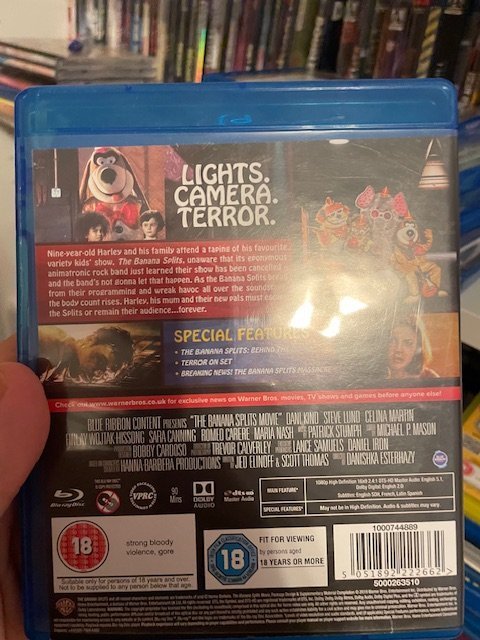 LIGHTS.
CAMERA.
TERROR.
Nine-year-old Harley and his family attend a taping of his favourite
variety kids' show, The Banana Splits, unaware that its eponymous
animatronic rock band just learned their show has been cancelled
and the band's not gonna let that happen. As the Banana Splits
from their programming and wreak havoc all over the
the body count rises. Harley, his mum and their new pals must
the Splits or remain their audience...forever.
SPECIAL
• THE BANANA SPLITS: BEHIND
• TERROR ON SET
• BREAKING NEWS! THE BANANA SPLITS MASSACRE
Check out www.warnerbros.co.uk for exclusive news on Warner Bros. movies, TV shows and games before anyone else!
BLUE RIBBON CONTENT PRESENTS "THE BANANA SPLITS MOVIE" DANI KIND STEVE LUND CELINA MARTIN
FINLAY WOJTAK-HISSONG SARA CANNING ROMEO CARERE MARIA NASH PATRICK STUMPH MICHAEL P. MASON
BOBBY CARDOSO TREVOR CALVERLEY LANCE SAMUELS DANIEL IRON
HANNA BARBERA PRODUCTIONS JED ELINOFF & SCOTT THOMAS DANISHKA ESTERHAZY
Blu-ray Disc
VPRC
90
Mins
DOLBY
AUDIO
dts-HD
Master Audio
MAIN FEATURE
1080p High Definition 16x9 2.4:1 DTS-HD Master Audio: English 5.1,
Dolby Digital: English 2.0
Subtitles: English SDH, French, Latin Spanish
SPECIAL FEATURES
May not be in High Definition. Audio & subtitles may vary.
18
strong bloody
violence, gore
Suitable only for persons of 18 years and over.
Not to be supplied to any person below that age.
18
FIT FOR VIEWING
by persons aged
18 YEARS OR MORE
1000744889
5 051892 222662
5000263510